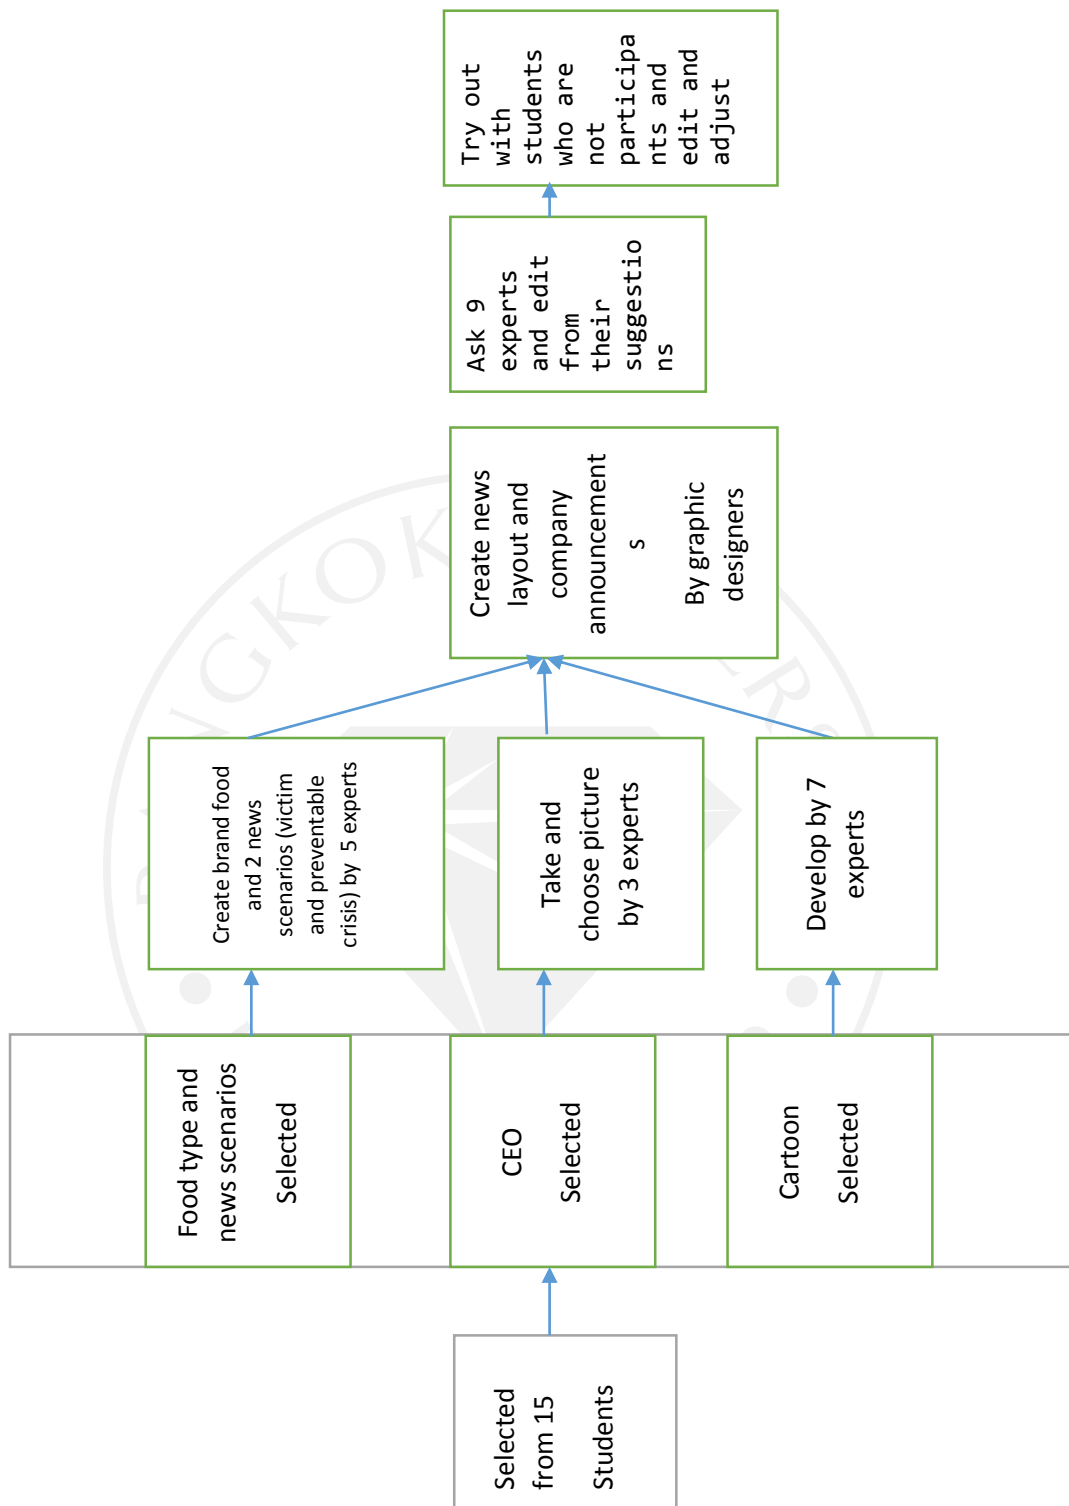 Selected
from 15
Students
Food type and
news scenarios
Selected
CEO
Selected
Cartoon
Selected
Create brand food
and 2 news
scenarios (victim
and preventable
crisis) by 5 experts
Take and
choose picture
by 3 experts
Develop by 7
experts
Create news
layout and
company
announcement
s
By graphic
designers
Ask 9
experts
and edit
from
their
suggestio
ns
Try out
with
students
who are
not
participa
nts and
edit and
adjust